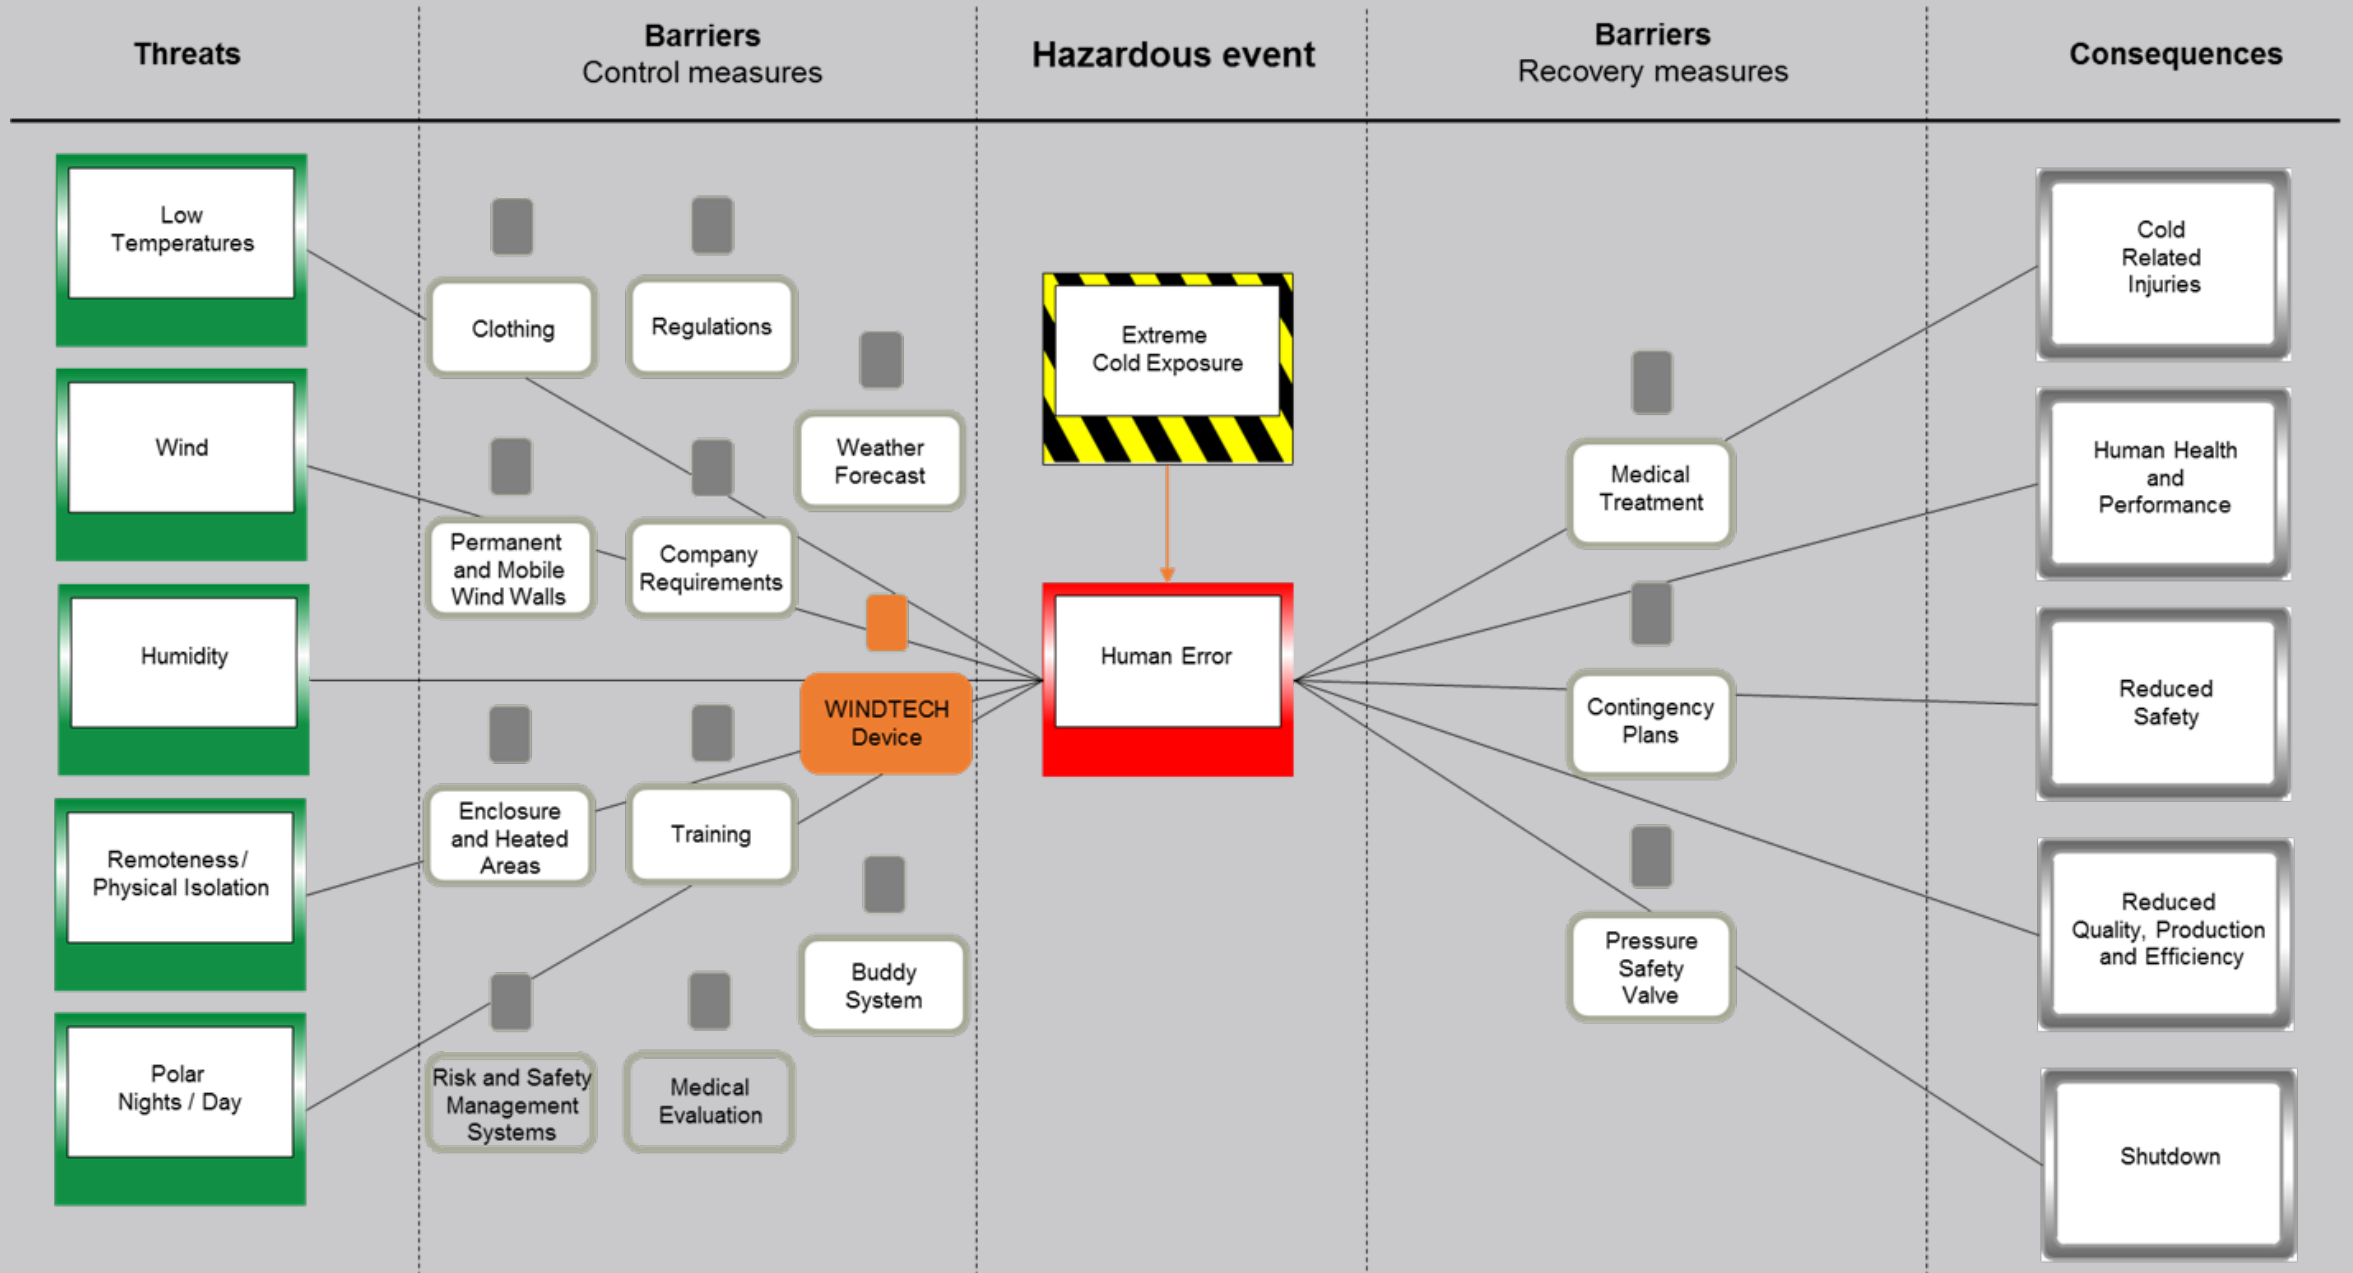 Threats
Barriers
Control measures
Hazardous event
Barriers
Recovery measures
Consequences
Low
Temperatures
Wind
Humidity
Remoteness/
Physical Isolation
Polar
Nights / Day
Clothing
Regulations
Weather
Forecast
Permanent
and Mobile
Wind Walls
Company
Requirements
WINDTECH
Device
Enclosure
and Heated
Areas
Training
Buddy
System
Risk and Safety
Management
Systems
Medical
Evaluation
Extreme
Cold Exposure
Human Error
Medical
Treatment
Contingency
Plans
Pressure
Safety
Valve
Cold
Related
Injuries
Human Health
and
Performance
Reduced
Safety
Reduced
Quality, Production
and Efficiency
Shutdown